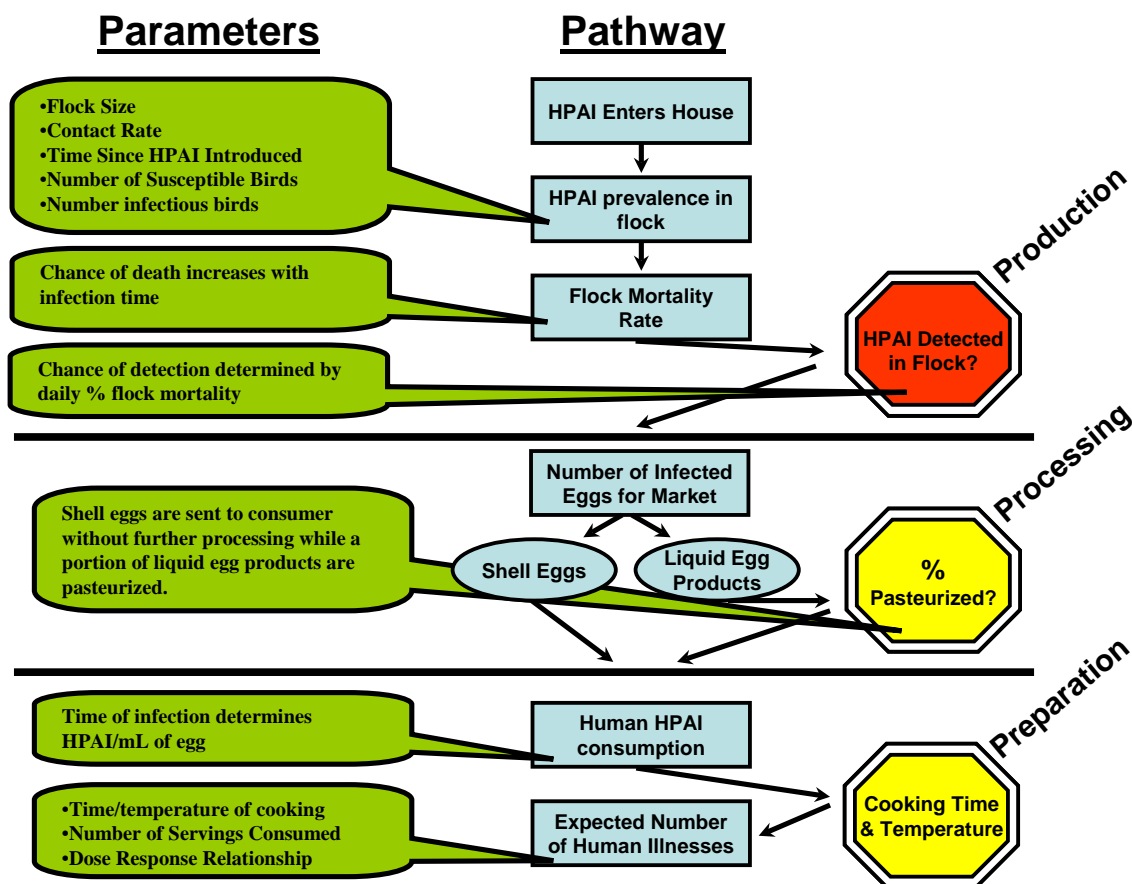 Parameters
Pathway
•Flock Size
•Contact Rate
•Time Since HPAI Introduced
•Number of Susceptible Birds
•Number infectious birds
HPAI Enters House
HPAI prevalence in
flock
Chance of death increases with
infection time
Flock Mortality
Rate
Production
HPAI Detected
in Flock?
Chance of detection determined by
daily % flock mortality
Number of Infected
Eggs for Market
Processing
Shell eggs are sent to consumer
without further processing while a
portion of liquid egg products are
pasteurized.
Shell Eggs
Liquid Egg
Products
%
Pasteurized?
Time of infection determines
HPAI/mL of egg
Human HPAI
consumption
Preparation
•Time/temperature of cooking
•Number of Servings Consumed
•Dose Response Relationship
Expected Number
of Human Illnesses
Cooking Time
& Temperature